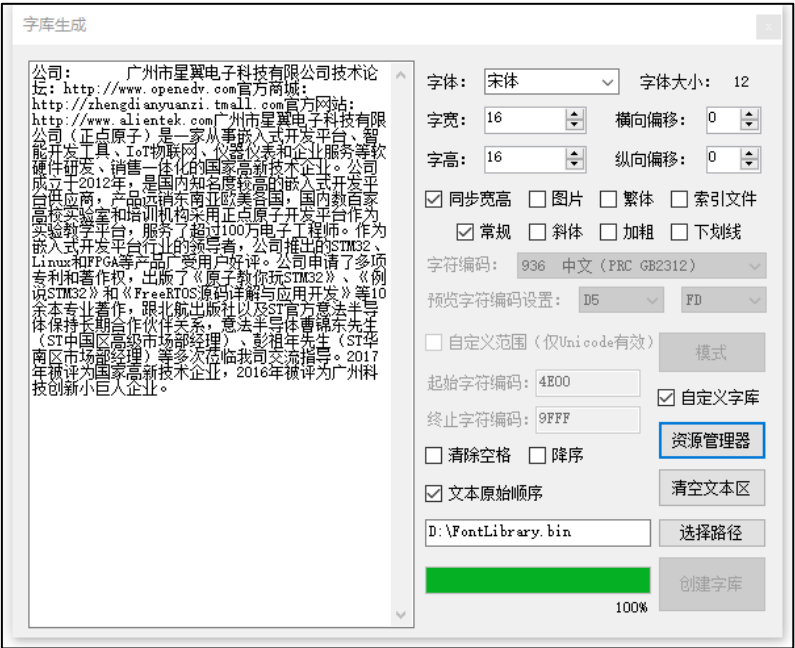 字库生成
x
公司： 广州市星翼电子科技有限公司技术论
坛：http://www.openedv.com官方商城：
http://zhengdianyuanzi.tmall.com官方网站：
http://www.alientek.com广州市星翼电子科技有限
公司（正点原子）是一家从事嵌入式开发平台、智
能开发工具、IoT物联网、仪器仪表和企业服务等软
硬件研发、销售一体化的国家高新技术企业。公司
成立于2012年，是国内知名度较高的嵌入式开发平
台供应商，产品远销东南亚欧美各国，国内数百家
高校实验室和培训机构采用正点原子开发平台作为
实验教学平台，服务了超过100万电子工程师。作为
嵌入式开发平台行业的领导者，公司推出的STM32、
Linux和FPGA等产品广受用户好评。公司申请了多项
专利和著作权，出版了《原子教你玩STM32》、《例
说STM32》和《FreeRTOS源码详解与应用开发》等10
余本专业著作，跟北航出版社以及ST官方意法半导
体保持长期合作伙伴关系，意法半导体曹锦东先生
（ST中国区高级市场部经理）、彭祖年先生（ST华
南区市场部经理）等多次莅临我司交流指导。2017
年被评为国家高新技术企业，2016年被评为广州科
技创新小巨人企业。
字体： 宋体 字体大小： 12
字宽： 16 横向偏移： 0
字高： 16 纵向偏移： 0
同步宽高 图片 繁体 索引文件
常规 斜体 加粗 下划线
字符编码： 936 中文 (PRC GB2312)
预览字符编码设置： D5 FD
自定义范围（仅Unicode有效） 模式
起始字符编码： 4E00
自定义字库
终止字符编码： 9FFF
资源管理器
清除空格 降序
清空文本区
文本原始顺序
D:\FontLibrary.bin 选择路径
创建字库
100%